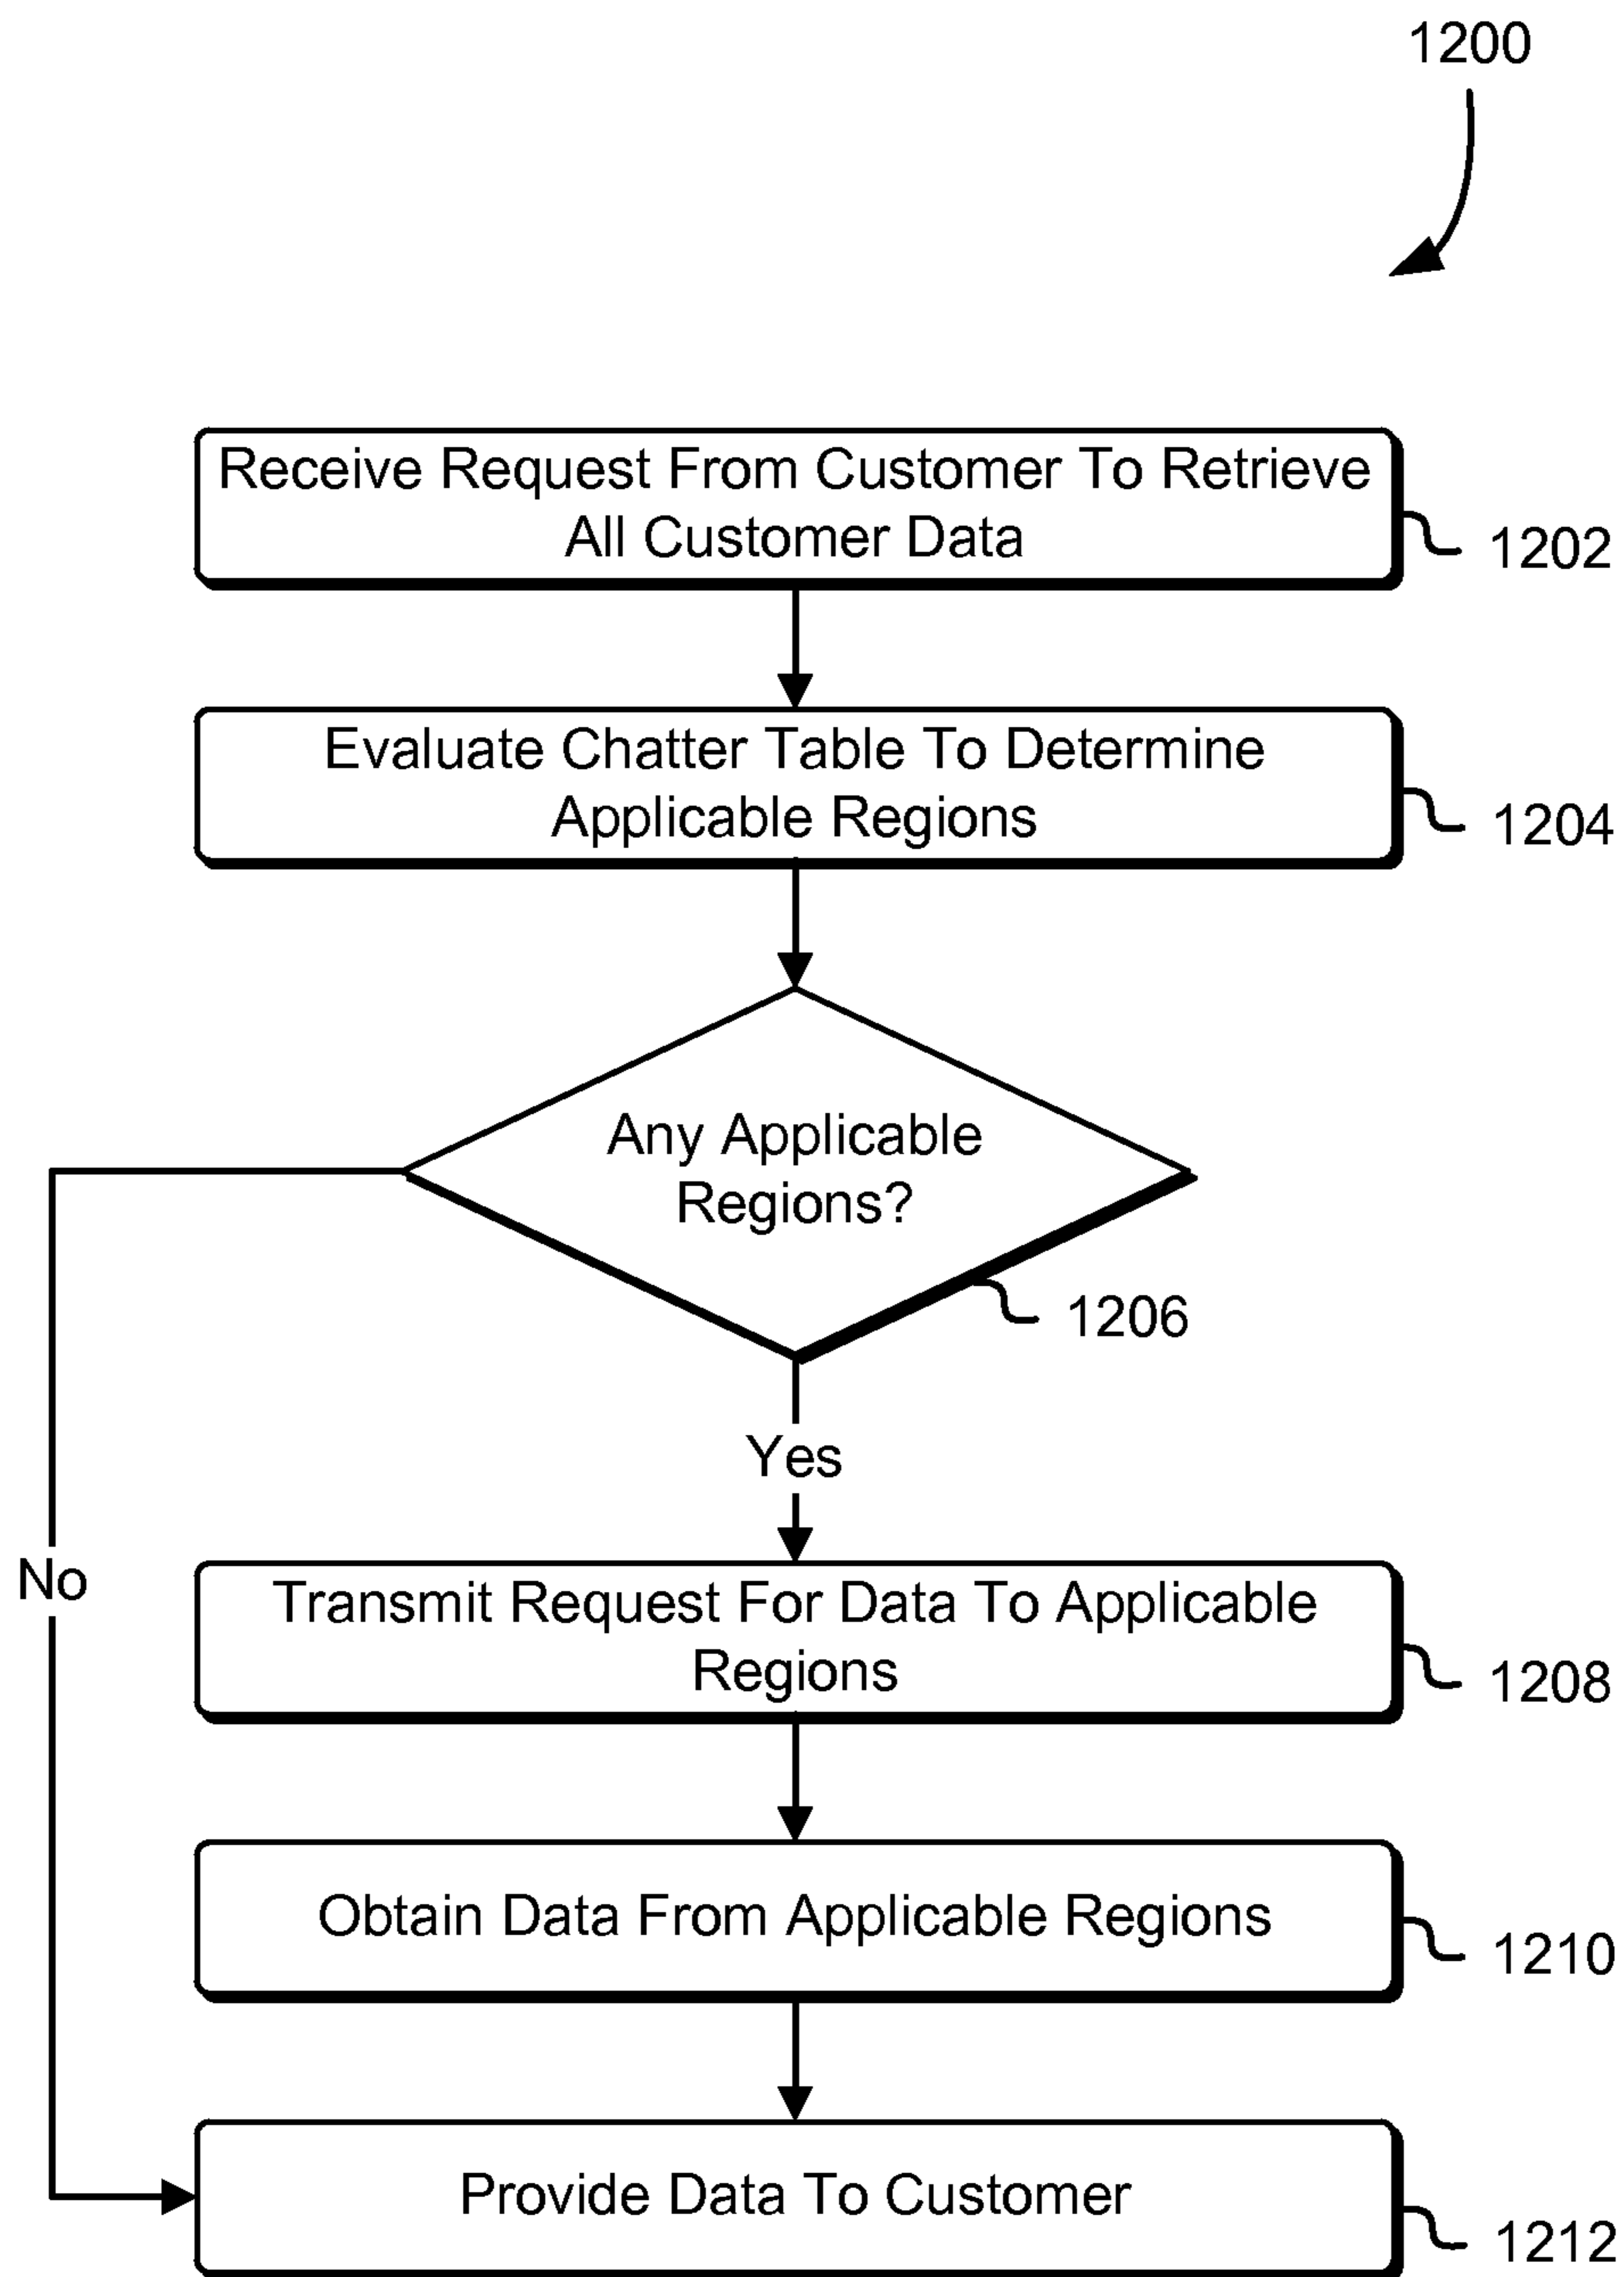 1200
Receive Request From Customer To Retrieve
All Customer Data
1202
Evaluate Chatter Table To Determine
Applicable Regions
1204
Any Applicable
Regions?
1206
Yes
No
Transmit Request For Data To Applicable
Regions
1208
Obtain Data From Applicable Regions
1210
Provide Data To Customer
1212